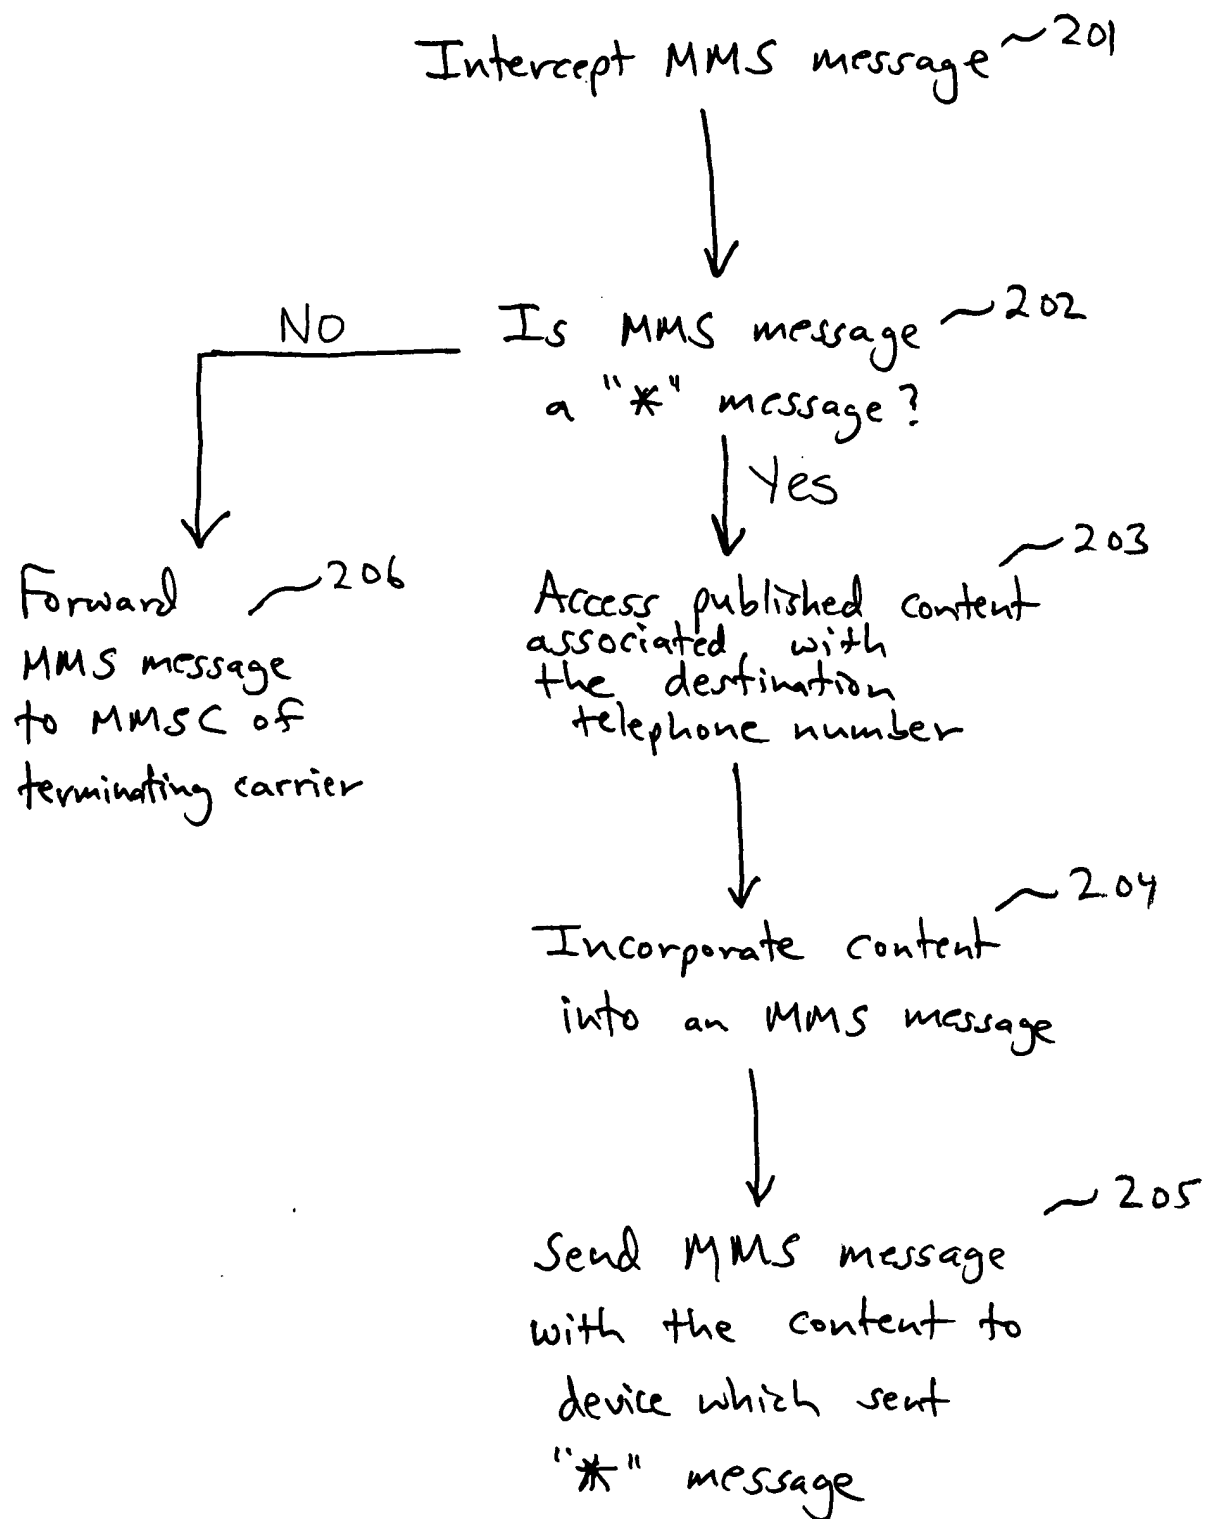 Intercept MMS message 201
NO
Is MMS message 202
a "*" message?
Yes
Forward 206
MMS message
to MMSC of
terminating carrier
Access published content 203
associated with
the destination
telephone number
Incorporate content 204
into an MMS message
Send MMS message 205
with the content to
device which sent
"*" message